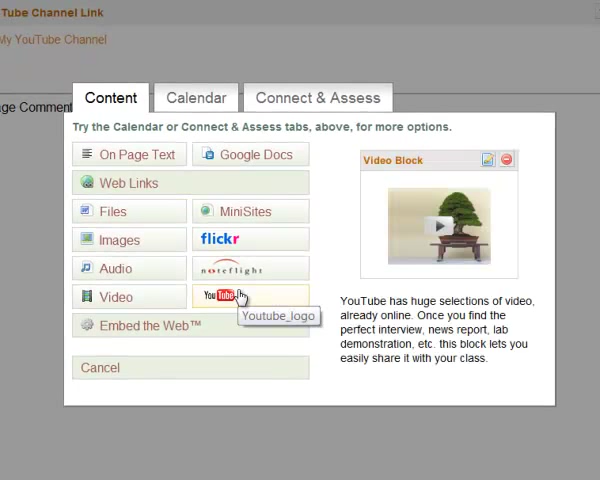 Tube Channel Link
My YouTube Channel
age Comment
Content
Calendar
Connect & Assess
Try the Calendar or Connect & Assess tabs, above, for more options.
On Page Text
Google Docs
Web Links
Files
MiniSites
Images
flickr
Audio
noteflight
Video
YouTube
Youtube_logo
Embed the Web™
Cancel
Video Block
YouTube has huge selections of video,
already online. Once you find the
perfect interview, news report, lab
demonstration, etc. this block lets you
easily share it with your class.